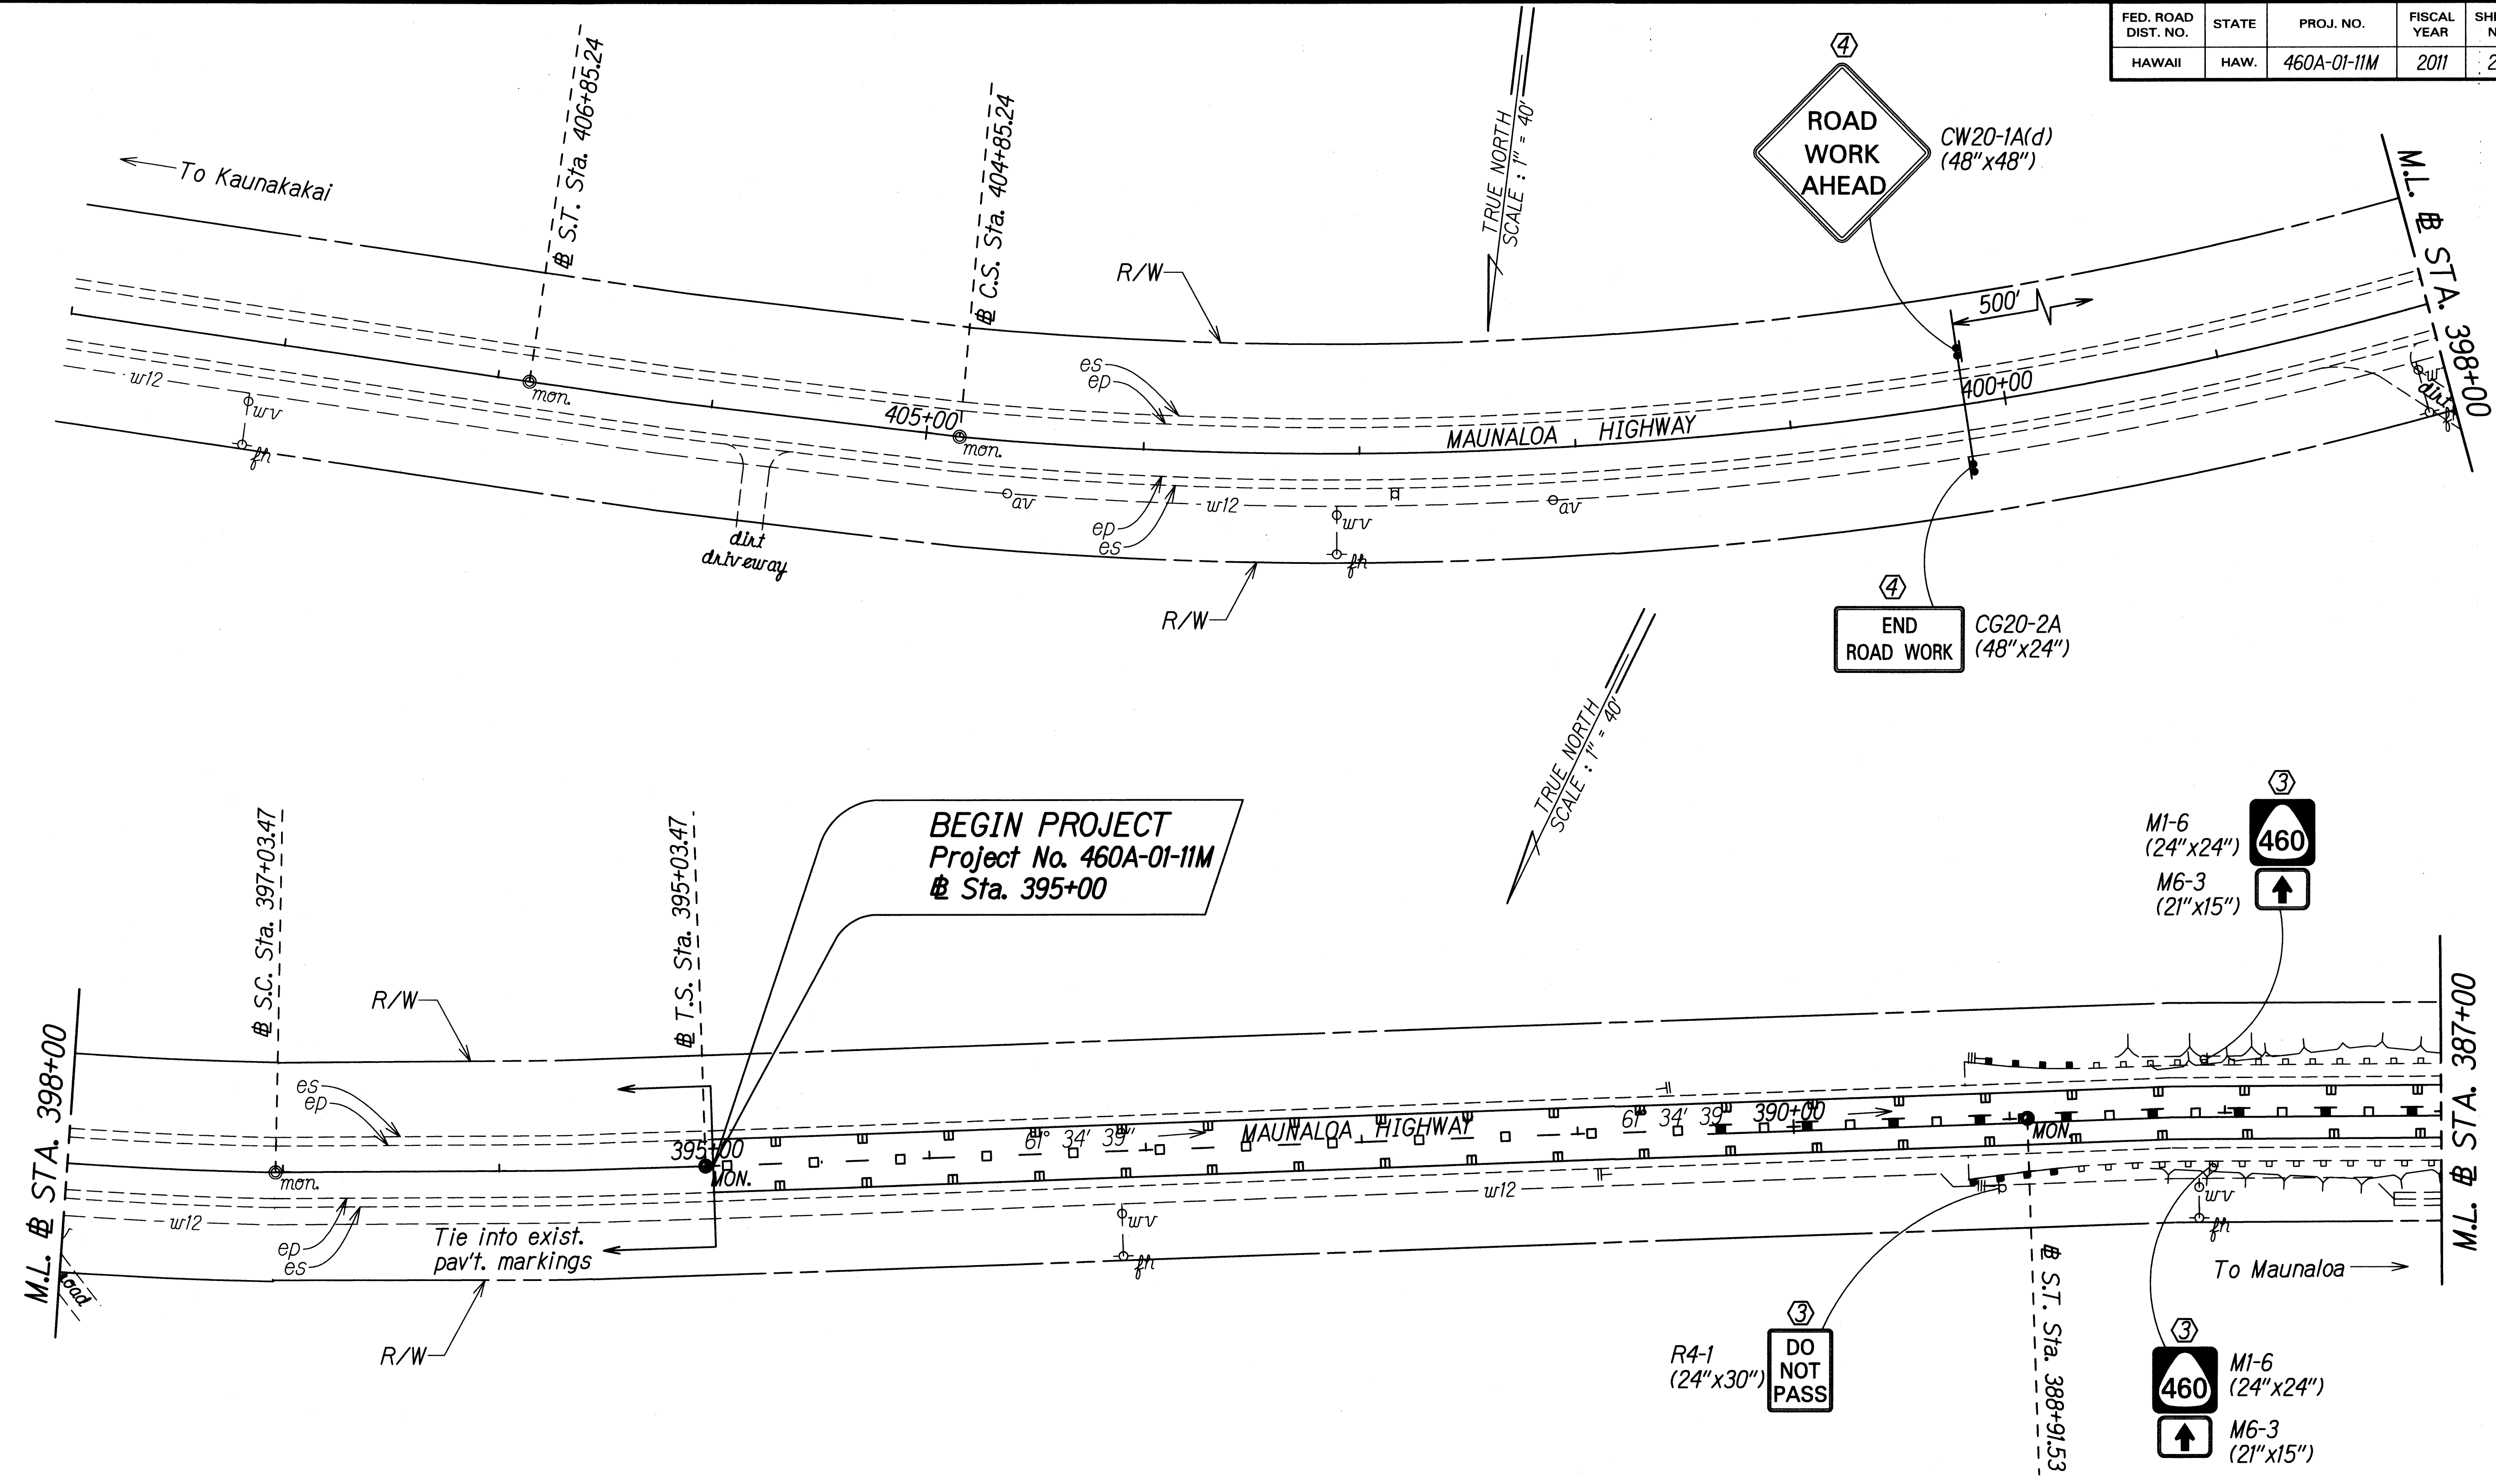 FED. ROAD DIST. NO.
STATE
PROJ. NO.
FISCAL YEAR
HAWAII
HAW.
460A-01-11M
2011
To Kaunakakai
B S.T. Sta. 406+85.24
B C.S. Sta. 404+85.24
TRUE NORTH
SCALE : 1" = 40'
4
ROAD
WORK
AHEAD
CW20-1A(d)
(48"x48")
M.L. B STA. 398+00
R/W
500'
es
ep
w12
wv
fh
mon.
405+00
mon.
MAUNALOA HIGHWAY
400+00
dirt
driveway
av
ep
es
w12
wv
fh
av
R/W
4
END
ROAD WORK
CG20-2A
(48"x24")
TRUE NORTH
SCALE : 1" = 40'
BEGIN PROJECT
Project No. 460A-01-11M
B Sta. 395+00
3
M1-6
(24"x24")
460
M6-3
(21"x15")
M.L. B STA. 398+00
B S.C. Sta. 397+03.47
B T.S. Sta. 395+03.47
R/W
es
ep
mon.
395+00
MON.
61° 34' 39"
MAUNALOA HIGHWAY
61° 34' 39"
390+00
MON.
M.L. B STA. 387+00
w12
ep
es
Tie into exist.
pav't. markings
wv
fh
w12
wv
fh
road
R/W
To Maunaloa
B S.T. Sta. 388+91.53
3
R4-1
(24"x30")
DO
NOT
PASS
3
460
M1-6
(24"x24")
M6-3
(21"x15")